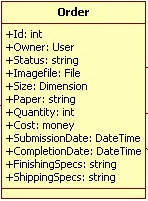 Order
+Id: int
+Owner: User
+Status: string
+Imagefile: File
+Size: Dimension
+Paper: string
+Quantity: int
+Cost: money
+SubmissionDate: DateTime
+CompletionDate: DateTime
+FinishingSpecs: string
+ShippingSpecs: string